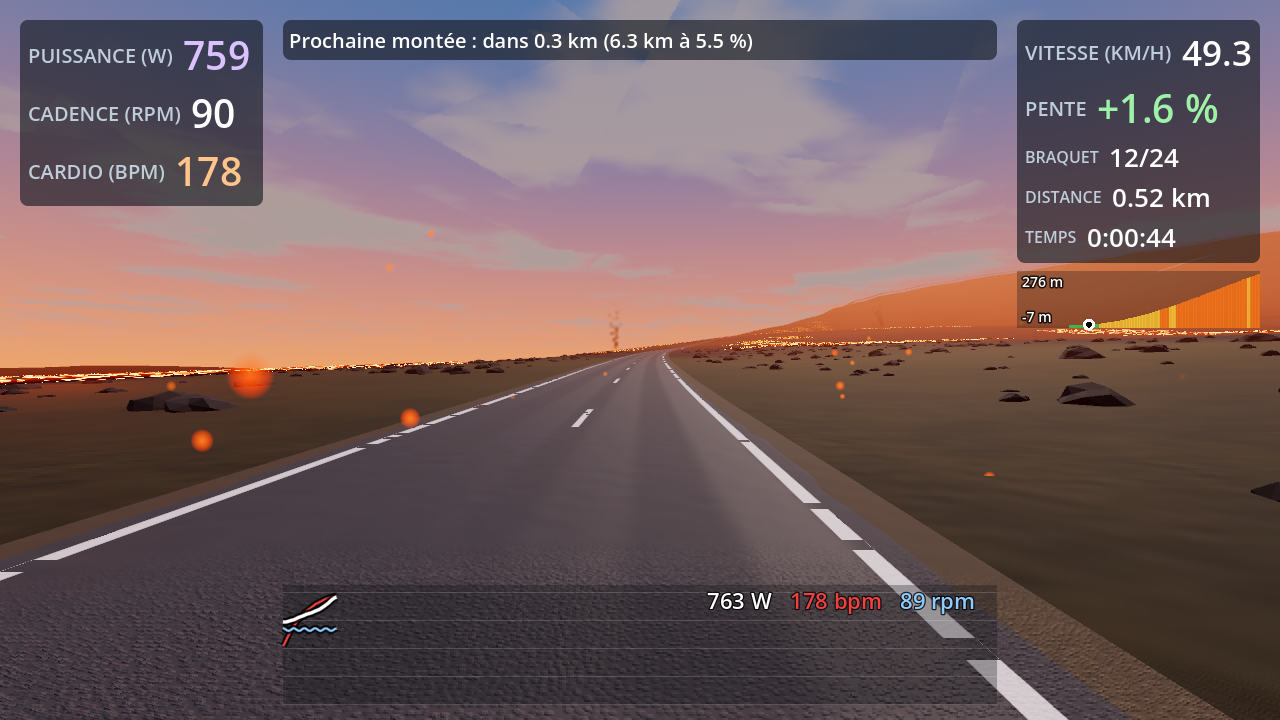 PUISSANCE (W) 759
CADENCE (RPM) 90
CARDIO (BPM) 178
Prochaine montée : dans 0.3 km (6.3 km à 5.5 %)
VITESSE (KM/H) 49.3
PENTE +1.6 %
BRAQUET 12/24
DISTANCE 0.52 km
TEMPS 0:00:44
276 m
-7 m
763 W 178 bpm 89 rpm